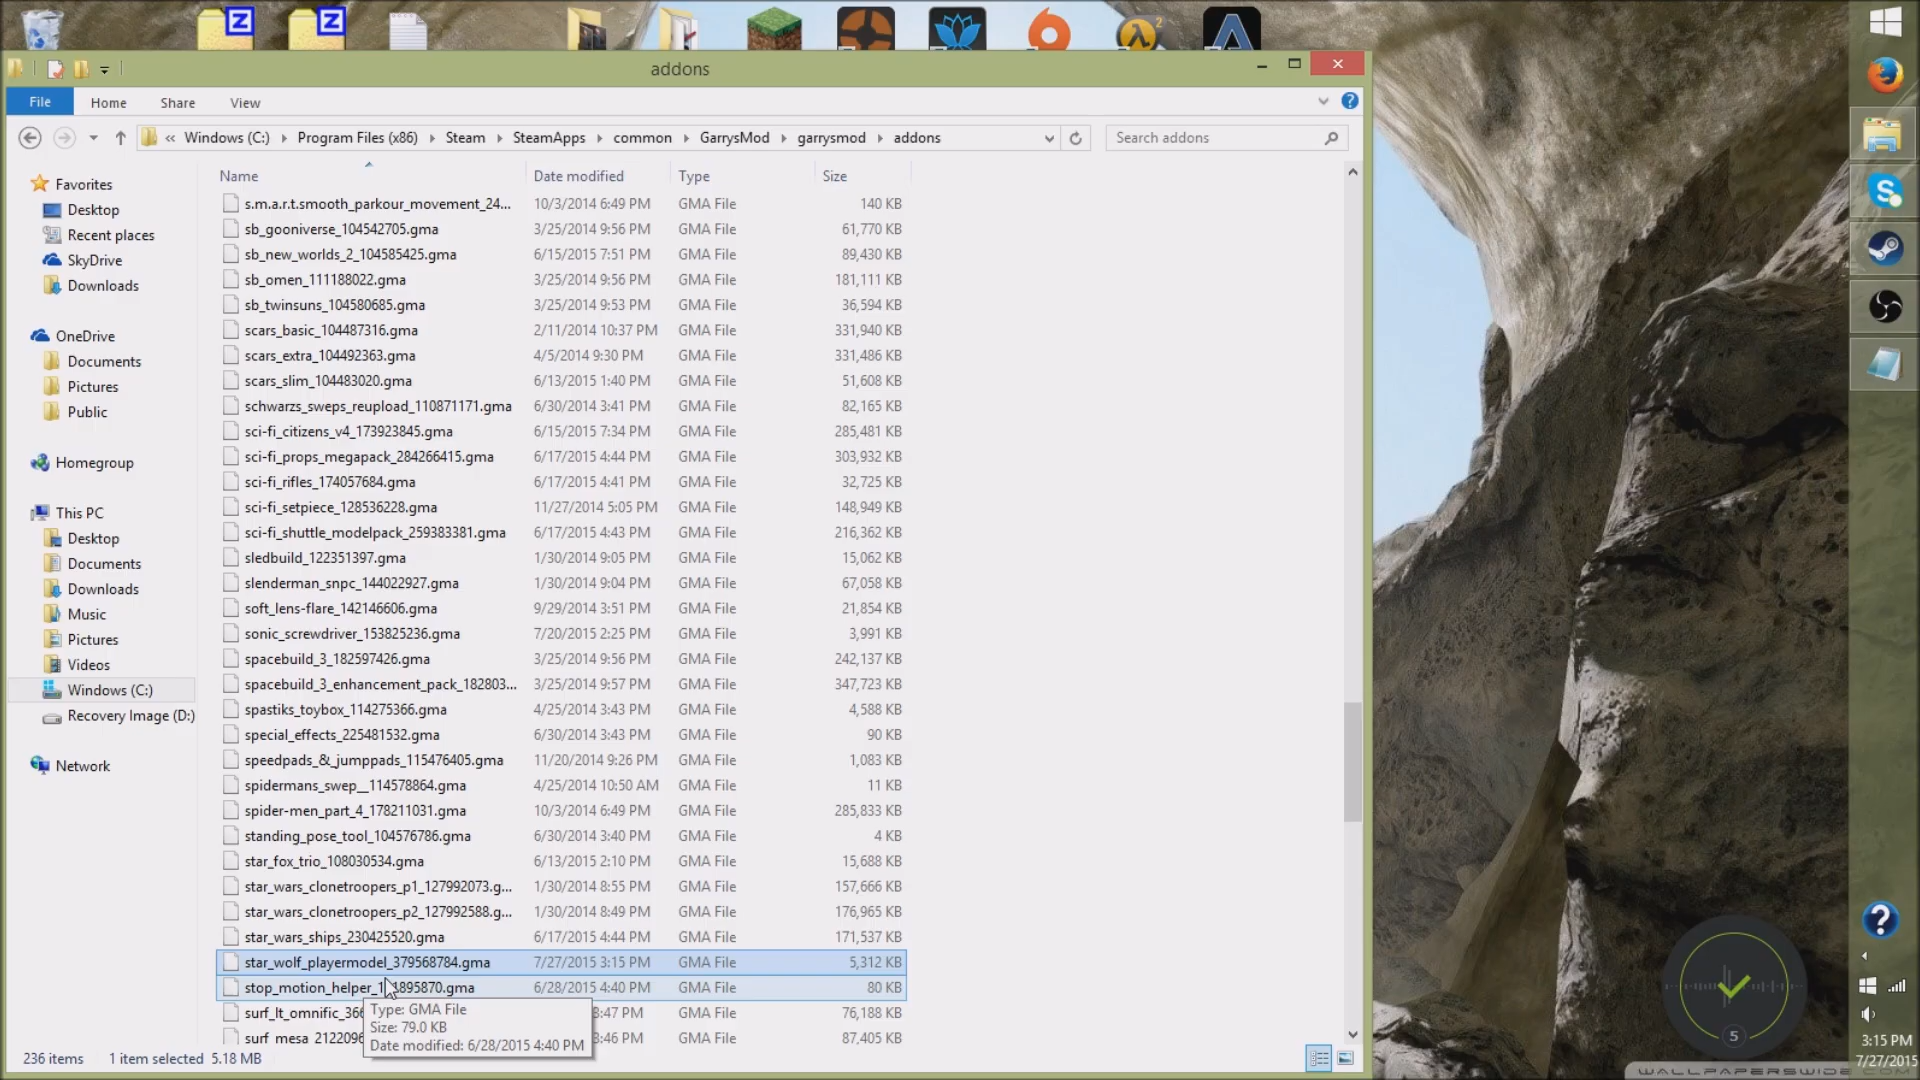 addons
File Home Share View
« Windows (C:) Program Files (x86) Steam SteamApps common GarrysMod garrysmod addons Search addons
Name Date modified Type Size
Favorites
Desktop
Recent places
SkyDrive
Downloads
OneDrive
Documents
Pictures
Public
Homegroup
This PC
Desktop
Documents
Downloads
Music
Pictures
Videos
Windows (C:)
Recovery Image (D:)
Network
s.m.a.r.t.smooth_parkour_movement_24... 10/3/2014 6:49 PM GMA File 140 KB
sb_gooniverse_104542705.gma 3/25/2014 9:56 PM GMA File 61,770 KB
sb_new_worlds_2_104585425.gma 6/15/2015 7:51 PM GMA File 89,430 KB
sb_omen_111188022.gma 3/25/2014 9:56 PM GMA File 181,111 KB
sb_twinsuns_104580685.gma 3/25/2014 9:53 PM GMA File 36,594 KB
scars_basic_104487316.gma 2/11/2014 10:37 PM GMA File 331,940 KB
scars_extra_104492363.gma 4/5/2014 9:30 PM GMA File 331,486 KB
scars_slim_104483020.gma 6/13/2015 1:40 PM GMA File 51,608 KB
schwarzs_sweps_reupload_110871171.gma 6/30/2014 3:41 PM GMA File 82,165 KB
sci-fi_citizens_v4_173923845.gma 6/15/2015 7:34 PM GMA File 285,481 KB
sci-fi_props_megapack_284266415.gma 6/17/2015 4:44 PM GMA File 303,932 KB
sci-fi_rifles_174057684.gma 6/17/2015 4:41 PM GMA File 32,725 KB
sci-fi_setpiece_128536228.gma 11/27/2014 5:05 PM GMA File 148,949 KB
sci-fi_shuttle_modelpack_259383381.gma 6/17/2015 4:43 PM GMA File 216,362 KB
sledbuild_122351397.gma 1/30/2014 9:05 PM GMA File 15,062 KB
slenderman_snpc_144022927.gma 1/30/2014 9:04 PM GMA File 67,058 KB
soft_lens-flare_142146606.gma 9/29/2014 3:51 PM GMA File 21,854 KB
sonic_screwdriver_153825236.gma 7/20/2015 2:25 PM GMA File 3,991 KB
spacebuild_3_182597426.gma 3/25/2014 9:56 PM GMA File 242,137 KB
spacebuild_3_enhancement_pack_182803... 3/25/2014 9:57 PM GMA File 347,723 KB
spastiks_toybox_114275366.gma 4/25/2014 3:43 PM GMA File 4,588 KB
special_effects_225481532.gma 6/30/2014 3:43 PM GMA File 90 KB
speedpads_&_jumppads_115476405.gma 11/20/2014 9:26 PM GMA File 1,083 KB
spidermans_swep__114578864.gma 4/25/2014 10:50 AM GMA File 11 KB
spider-men_part_4_178211031.gma 10/3/2014 6:49 PM GMA File 285,833 KB
standing_pose_tool_104576786.gma 6/30/2014 3:40 PM GMA File 4 KB
star_fox_trio_108030534.gma 6/13/2015 2:10 PM GMA File 15,688 KB
star_wars_clonetroopers_p1_127992073.g... 1/30/2014 8:55 PM GMA File 157,666 KB
star_wars_clonetroopers_p2_127992588.g... 1/30/2014 8:49 PM GMA File 176,965 KB
star_wars_ships_230425520.gma 6/17/2015 4:44 PM GMA File 171,537 KB
star_wolf_playermodel_379568784.gma 7/27/2015 3:15 PM GMA File 5,312 KB
stop_motion_helper_1 1895870.gma 6/28/2015 4:40 PM GMA File 80 KB
surf_lt_omnific_366 3:47 PM GMA File 76,188 KB
surf_mesa_2122096 3:46 PM GMA File 87,405 KB
Type: GMA File
Size: 79.0 KB
Date modified: 6/28/2015 4:40 PM
236 items 1 item selected 5.18 MB
5
3:15 PM
7/27/2015
WALLPAPERSWIDE.COM